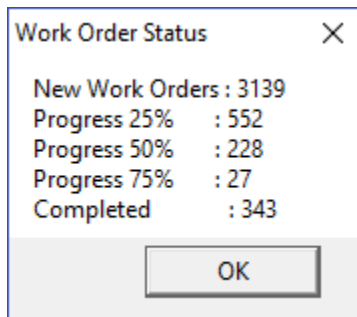 Work Order Status
New Work Orders : 3139
Progress 25% : 552
Progress 50% : 228
Progress 75% : 27
Completed : 343
OK